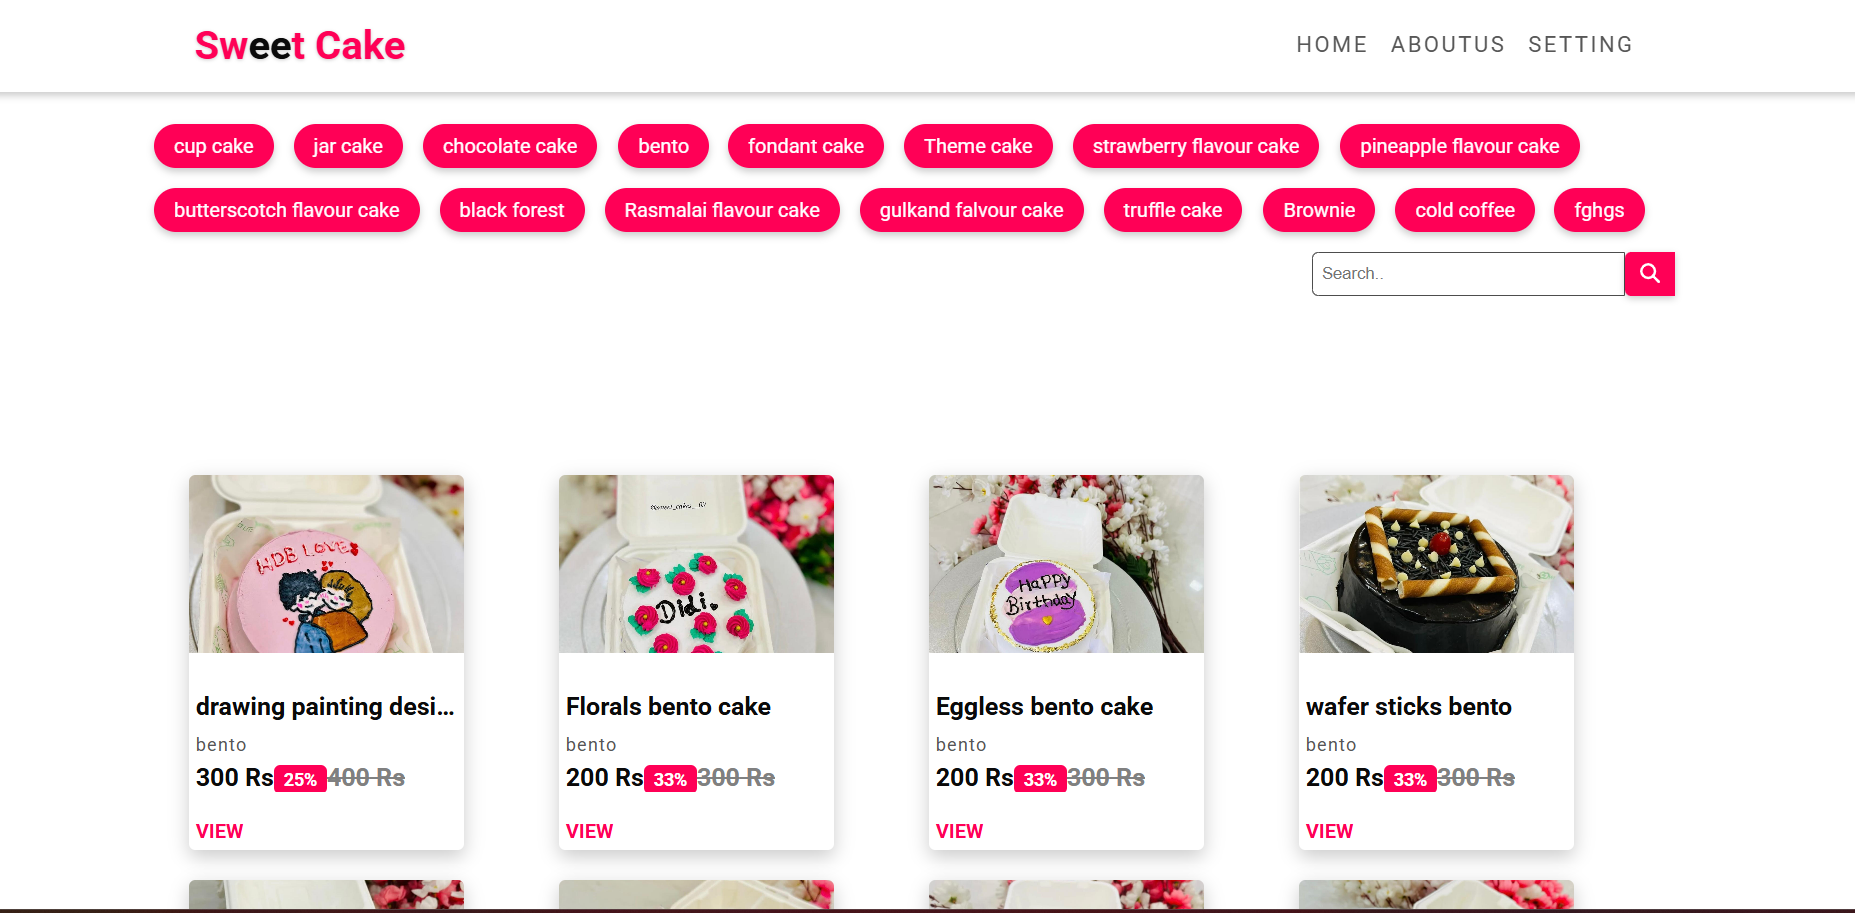 Sweet Cake
HOME ABOUTUS SETTING
cup cake jar cake chocolate cake bento fondant cake Theme cake strawberry flavour cake pineapple flavour cake
butterscotch flavour cake black forest Rasmalai flavour cake gulkand falvour cake truffle cake Brownie cold coffee fghgs
Search..
HDB LOVE
Didi
Happy
Birthday
drawing painting desi...
bento
300 Rs 25% 400 Rs
VIEW
Florals bento cake
bento
200 Rs 33% 300 Rs
VIEW
Eggless bento cake
bento
200 Rs 33% 300 Rs
VIEW
wafer sticks bento
bento
200 Rs 33% 300 Rs
VIEW